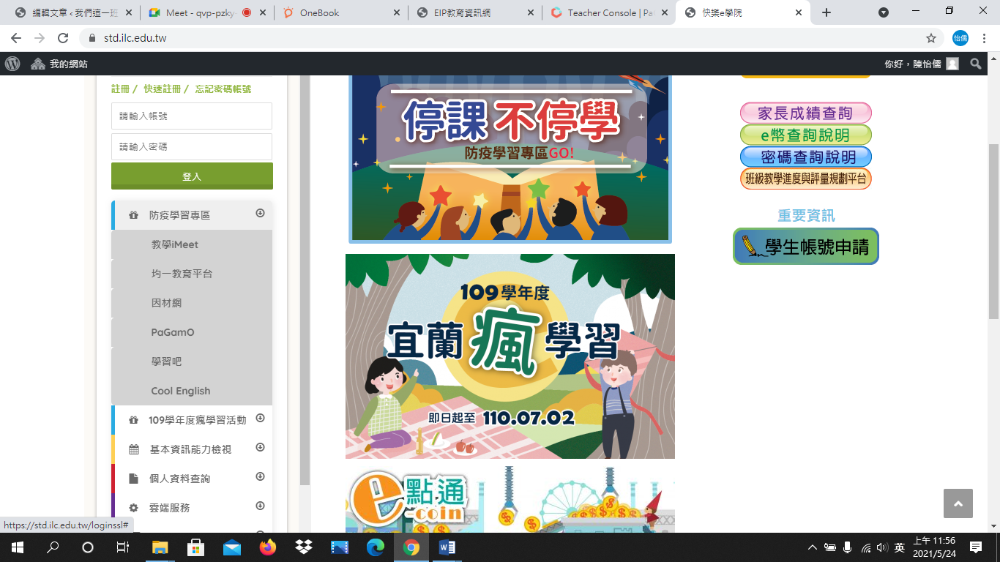 編輯文章 ‹ 我們這一班
Meet - qvp-pzky
OneBook
EIP教育資訊網
Teacher Console | Pa
快樂e學院
std.ilc.edu.tw
怡儒
我的網站
你好，陳怡儒
註冊 / 快速註冊 / 忘記密碼帳號
請輸入帳號
請輸入密碼
登入
防疫學習專區
教學iMeet
均一教育平台
因材網
PaGamO
學習吧
Cool English
109學年度瘋學習活動
基本資訊能力檢視
個人資料查詢
雲端服務
停課不停學
防疫學習專區GO!
109學年度
宜蘭瘋學習
即日起至 110.07.02
e點通
e-coin
家長成績查詢
e幣查詢說明
密碼查詢說明
班級教學進度與評量規劃平台
重要資訊
學生帳號申請
https://std.ilc.edu.tw/loginssl#
英
上午 11:56
2021/5/24